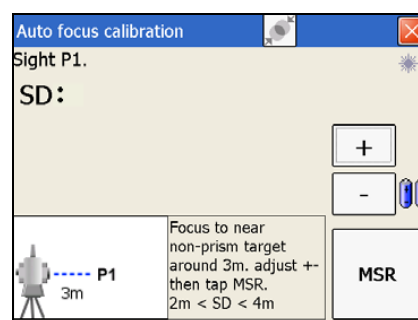 Auto focus calibration
Sight P1.
SD:
+
-
Focus to near
non-prism target
around 3m. adjust +-
then tap MSR.
2m < SD < 4m
P1
3m
MSR